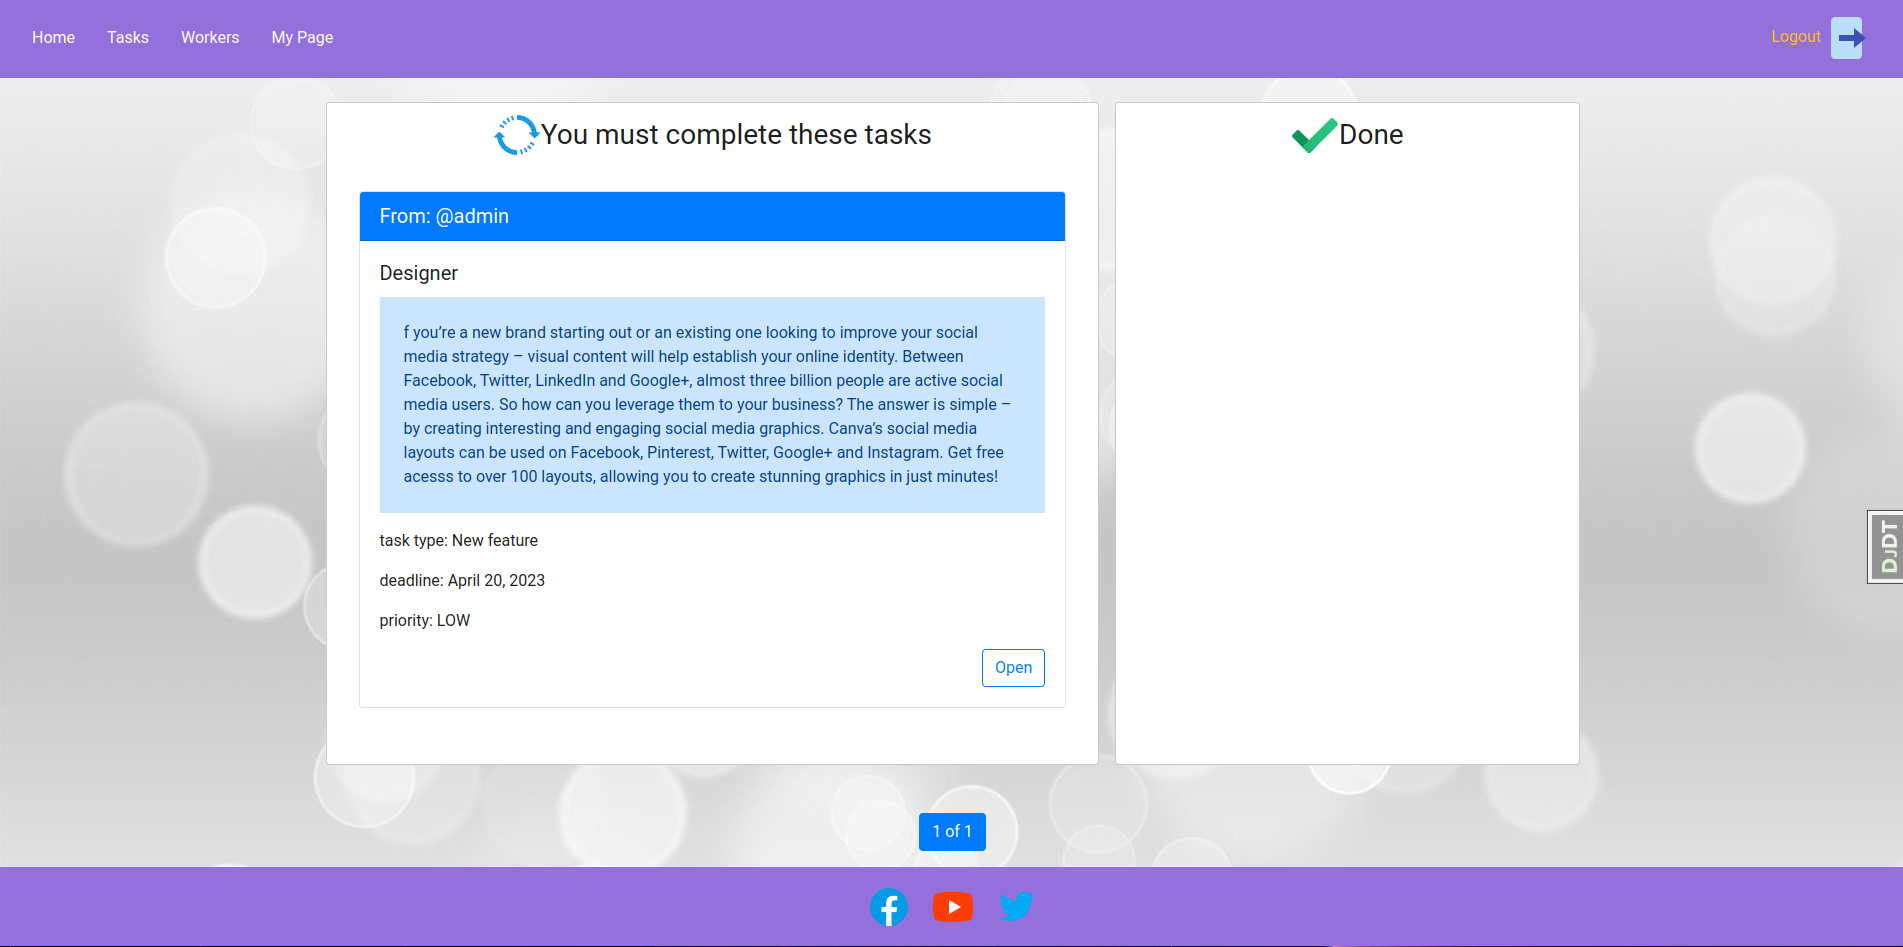 Home Tasks Workers My Page Logout
You must complete these tasks
Done
From: @admin
Designer
f you’re a new brand starting out or an existing one looking to improve your social
media strategy – visual content will help establish your online identity. Between
Facebook, Twitter, LinkedIn and Google+, almost three billion people are active social
media users. So how can you leverage them to your business? The answer is simple –
by creating interesting and engaging social media graphics. Canva’s social media
layouts can be used on Facebook, Pinterest, Twitter, Google+ and Instagram. Get free
acesss to over 100 layouts, allowing you to create stunning graphics in just minutes!
task type: New feature
deadline: April 20, 2023
priority: LOW
Open
DJDT
1 of 1